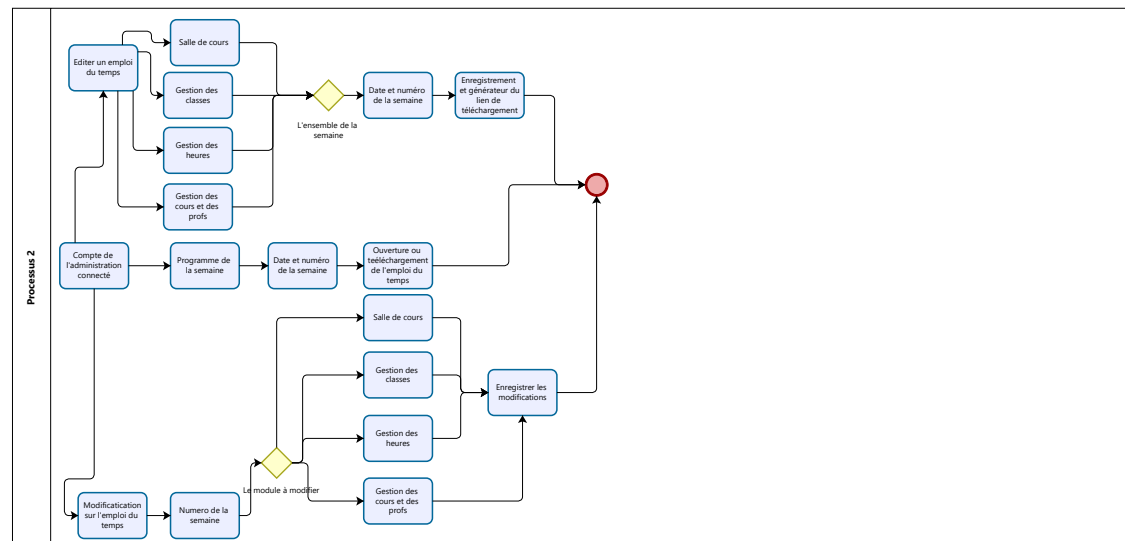 Processus 2
Editer un emploi
du temps
Salle de cours
Gestion des
classes
Gestion des
heures
Gestion des
cours et des
profs
L'ensemble de la
semaine
Date et numéro
de la semaine
Enregistrement
et générateur du
lien de
téléchargement
Compte de
l'administration
connecté
Programme de
la semaine
Date et numéro
de la semaine
Ouverture ou
teéléchargement
de l'emploi du
temps
Salle de cours
Gestion des
classes
Gestion des
heures
Gestion des
cours et des
profs
Enregistrer les
modifications
Le module à modifier
Modificatication
sur l'emploi du
temps
Numero de la
semaine